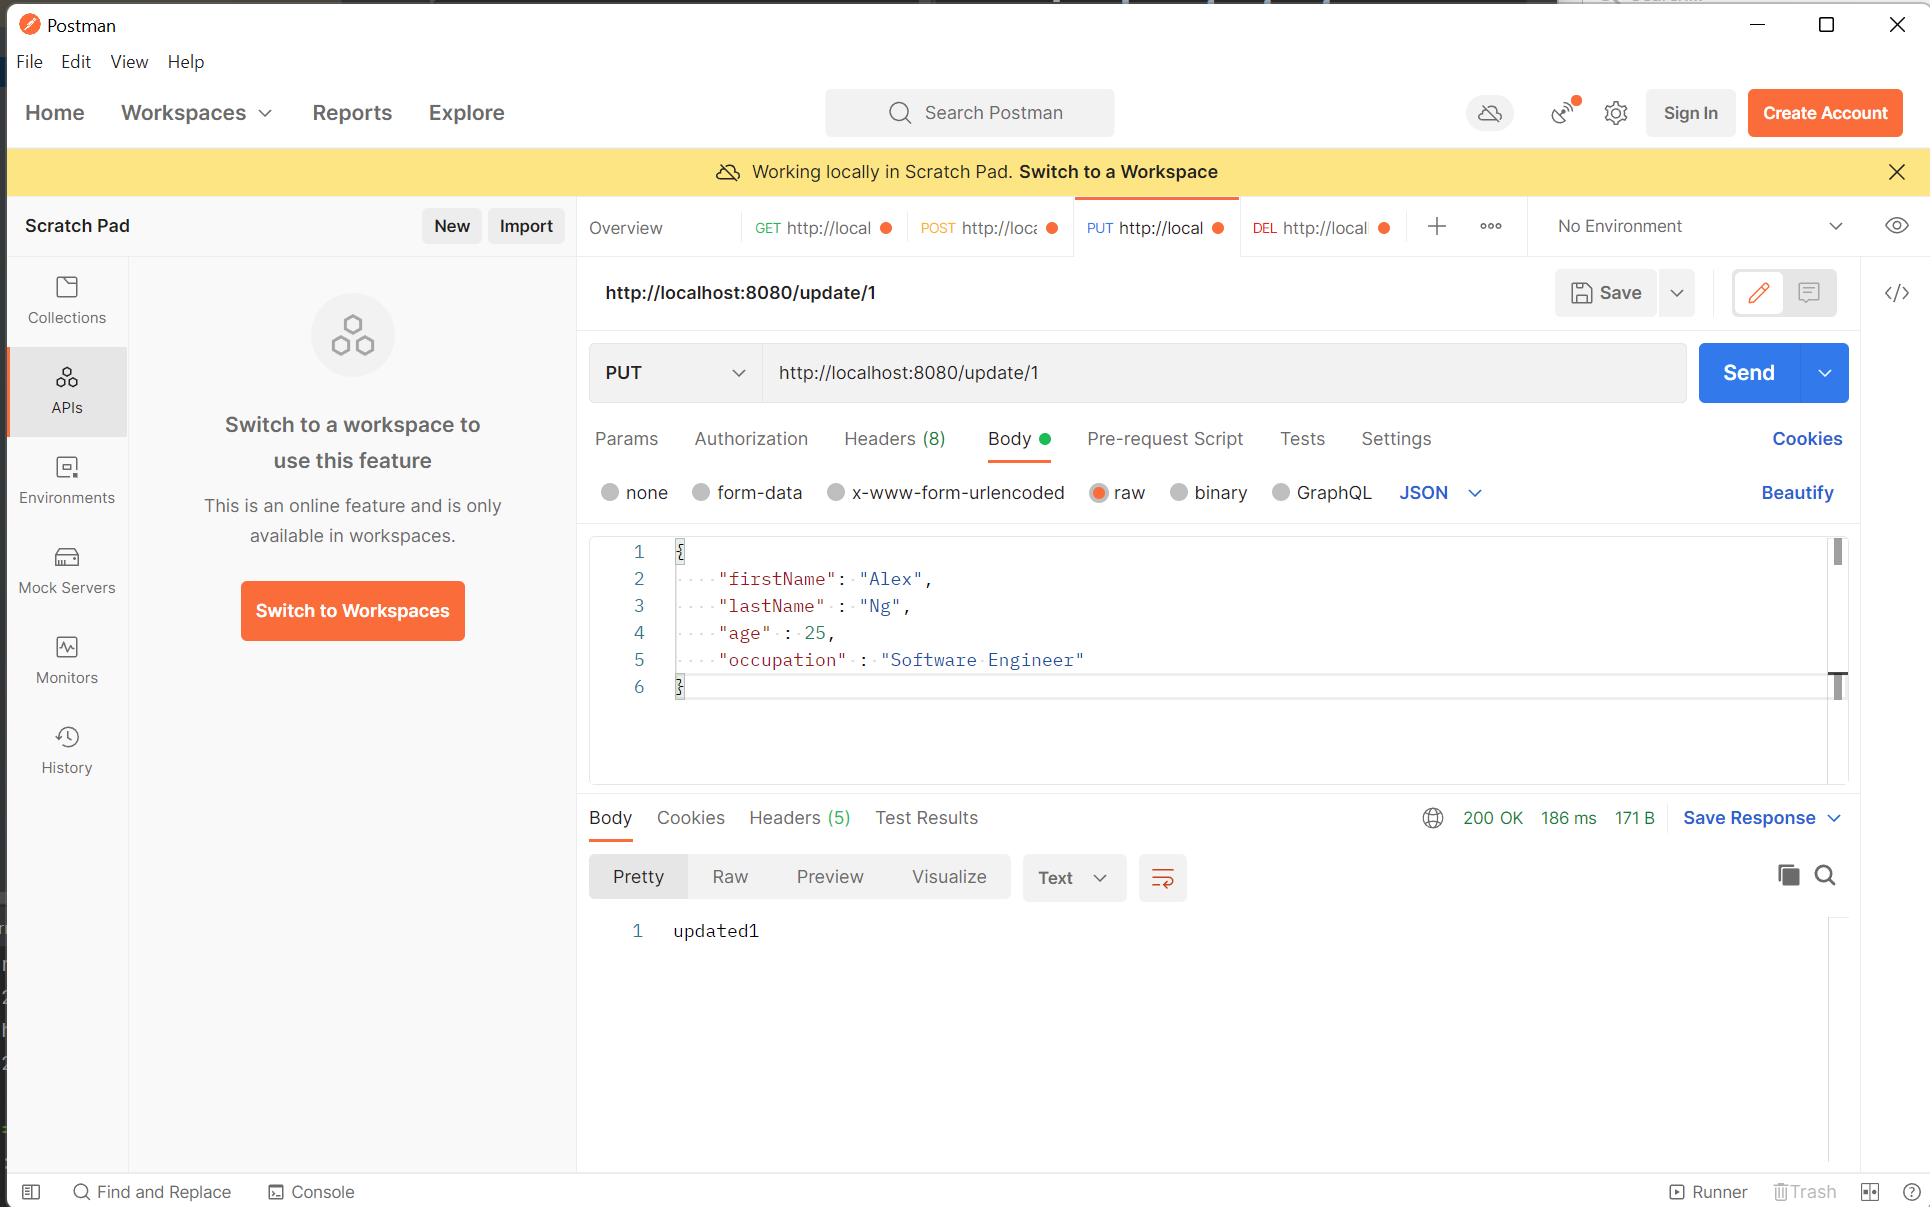 Postman
File Edit View Help
Home Workspaces Reports Explore Search Postman Sign In Create Account
Working locally in Scratch Pad. Switch to a Workspace
Scratch Pad New Import Overview GET http://local POST http://loca PUT http://local DEL http://local No Environment
http://localhost:8080/update/1 Save
PUT http://localhost:8080/update/1 Send
Params Authorization Headers (8) Body Pre-request Script Tests Settings Cookies
none form-data x-www-form-urlencoded raw binary GraphQL JSON Beautify
Collections
APIs
Environments
Mock Servers
Monitors
History
Switch to a workspace to
use this feature
This is an online feature and is only
available in workspaces.
Switch to Workspaces
1 {
2 "firstName": "Alex",
3 "lastName" : "Ng",
4 "age" : 25,
5 "occupation" : "Software Engineer"
6 }
Body Cookies Headers (5) Test Results 200 OK 186 ms 171 B Save Response
Pretty Raw Preview Visualize Text
1 updated1
Find and Replace Console Runner Trash